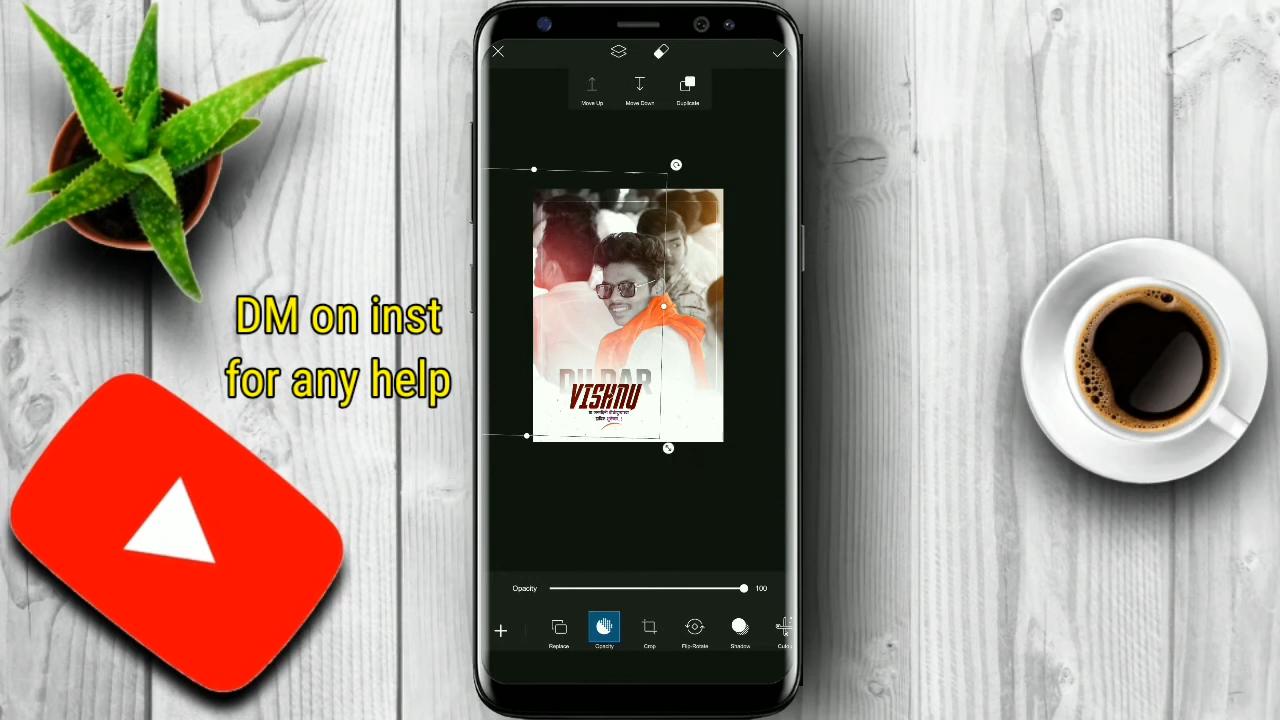 DM on inst
for any help
Move Up
Move Down
Duplicate
DILDAR
VISHNU
Opacity
100
Replace
Opacity
Crop
Flip-Rotate
Shadow